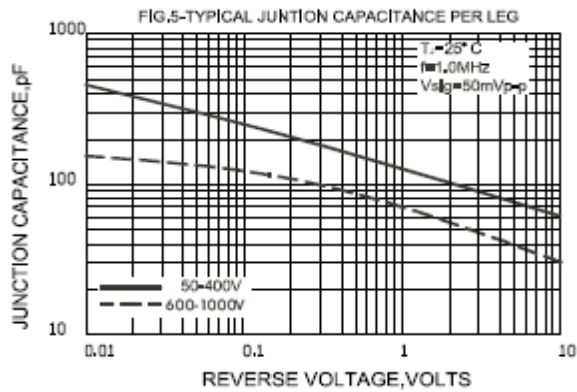 FIG.5-TYPICAL JUNTION CAPACITANCE PER LEG
1000
TJ=25° C
f=1.0MHz
Vsig=50mVp-p
JUNCTION CAPACITANCE,pF
100
50-400V
600-1000V
10
0.01 0.1 1 10
REVERSE VOLTAGE,VOLTS